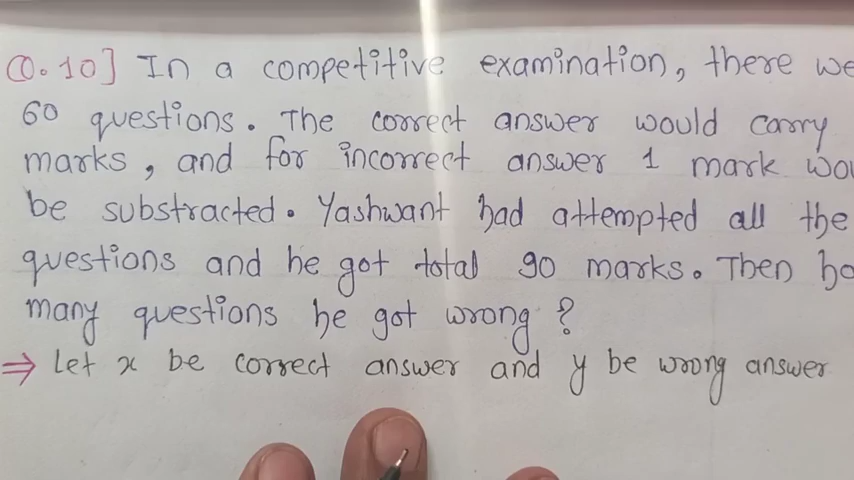 Q.10] In a competitive examination, there we
60 questions. The correct answer would carry
marks, and for incorrect answer 1 mark wou
be substracted. Yashwant had attempted all the
questions and he got total 90 marks. Then ho
many questions he got wrong?
⇒ Let x be correct answer and y be wrong answer